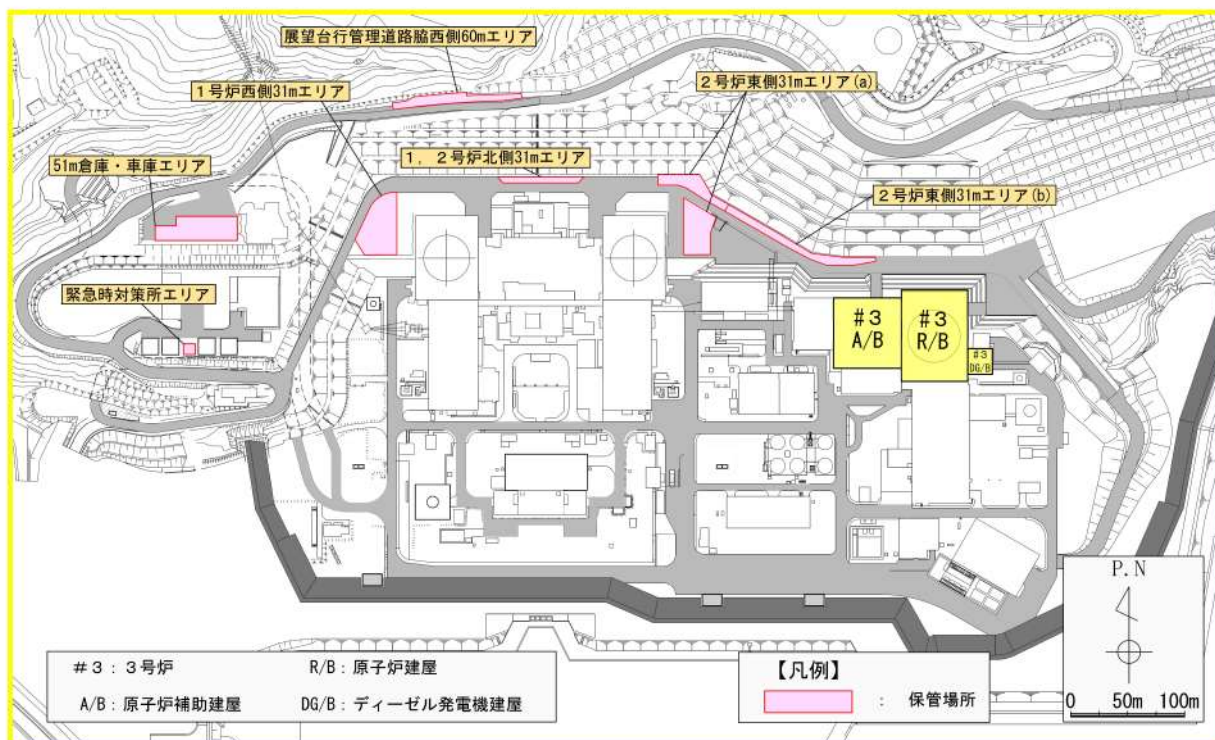 展望台行管理道路脇西側60mエリア
1号炉西側31mエリア
2号炉東側31mエリア(a)
51m倉庫・車庫エリア
1,2号炉北側31mエリア
2号炉東側31mエリア(b)
緊急時対策所エリア
#3
A/B
#3
R/B
#3
DG/B
P.N
0 50m 100m
#3:3号炉 R/B:原子炉建屋
A/B:原子炉補助建屋 DG/B:ディーゼル発電機建屋
【凡例】
:保管場所